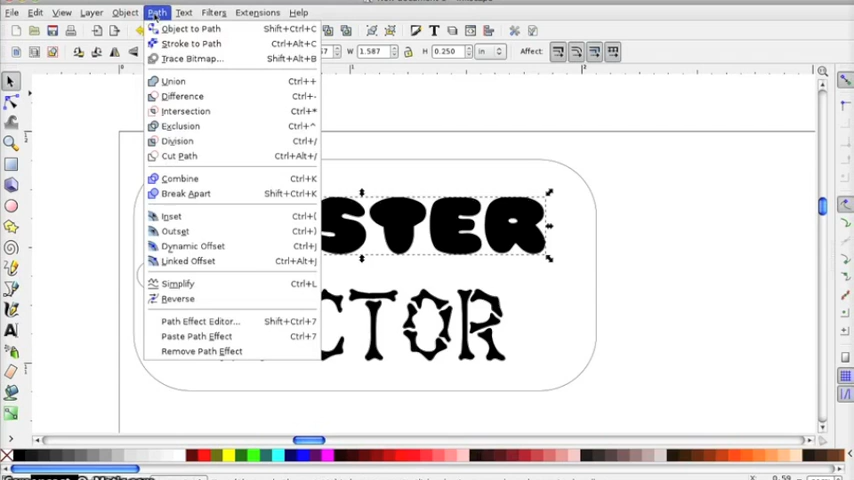 File Edit View Layer Object Path Text Filters Extensions Help
Object to Path Shift+Ctrl+C
Stroke to Path Ctrl+Alt+C
Trace Bitmap... Shift+Alt+B
W 1.587 H 0.250 in Affect:
Union Ctrl++
Difference Ctrl+-
Intersection Ctrl+*
Exclusion Ctrl+^
Division Ctrl+/
Cut Path Ctrl+Alt+/
Combine Ctrl+K
Break Apart Shift+Ctrl+K
Inset Ctrl+(
Outset Ctrl+)
Dynamic Offset Ctrl+J
Linked Offset Ctrl+Alt+J
Simplify Ctrl+L
Reverse
Path Effect Editor... Shift+Ctrl+7
Paste Path Effect Ctrl+7
Remove Path Effect
STER
CTOR